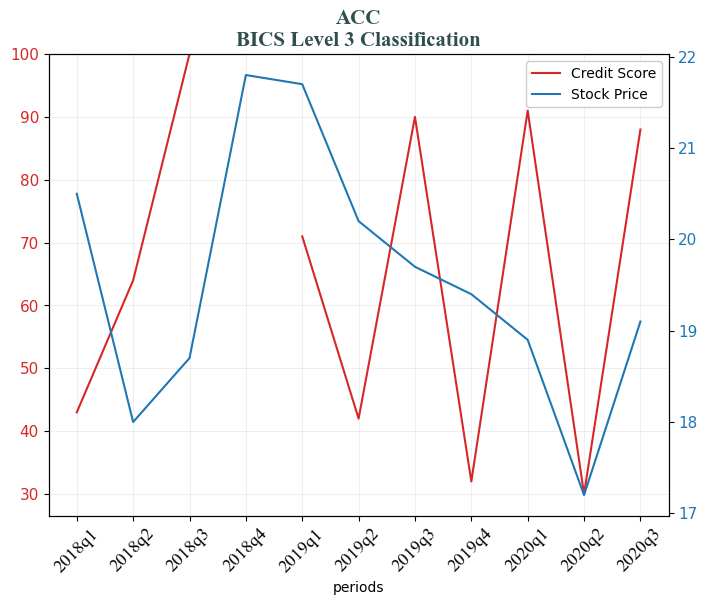 ACC
BICS Level 3 Classification
100
90
80
70
60
50
40
30
22
21
20
19
18
17
Credit Score
Stock Price
2018q1
2018q2
2018q3
2018q4
2019q1
2019q2
2019q3
2019q4
2020q1
2020q2
2020q3
periods